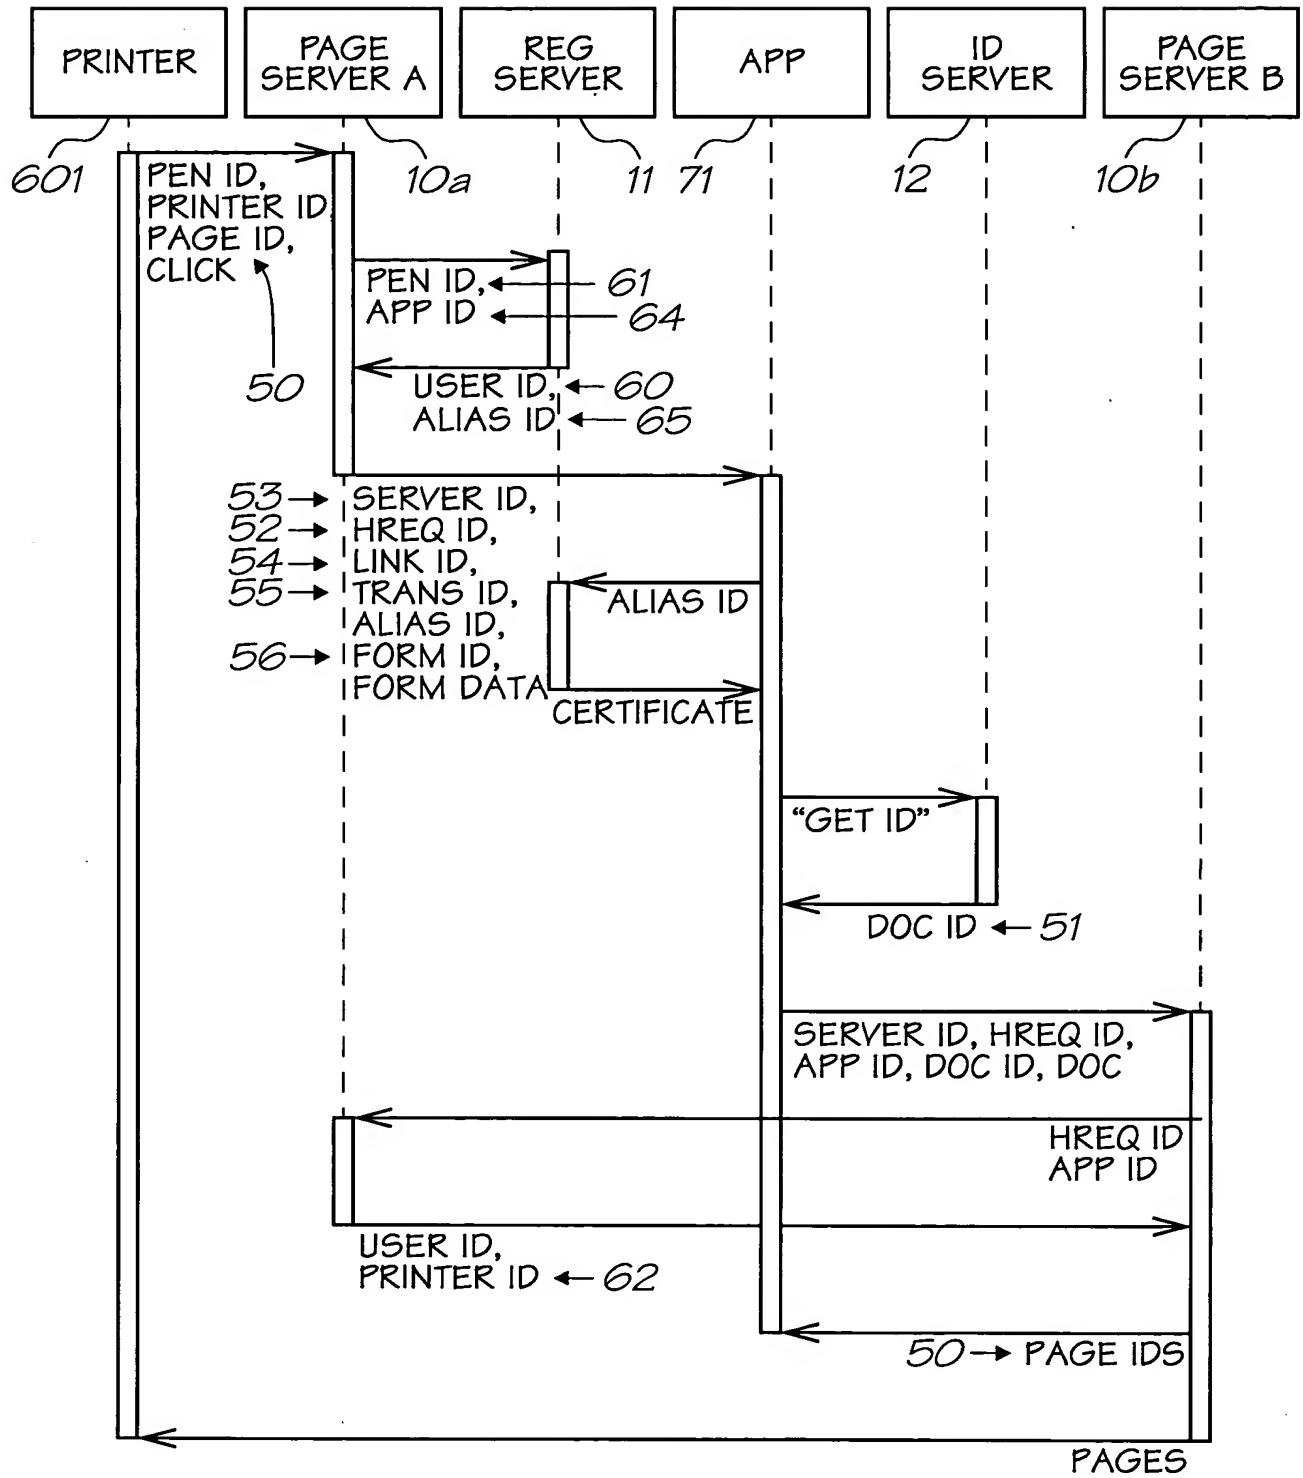 PRINTER
PAGE
SERVER A
REG
SERVER
APP
ID
SERVER
PAGE
SERVER B
601
10a
11
71
12
10b
PEN ID,
PRINTER ID
PAGE ID,
CLICK
50
PEN ID,
61
APP ID
64
USER ID,
60
ALIAS ID
65
53
SERVER ID,
52
HREQ ID,
54
LINK ID,
55
TRANS ID,
ALIAS ID,
56
FORM ID,
FORM DATA
ALIAS ID
CERTIFICATE
“GET ID”
DOC ID
51
SERVER ID, HREQ ID,
APP ID, DOC ID, DOC
HREQ ID
APP ID
USER ID,
PRINTER ID
62
50
PAGE IDS
PAGES